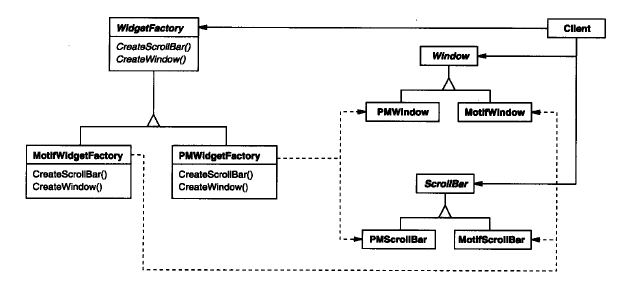 WidgetFactory
CreateScrollBar()
CreateWindow()
Client
Window
PMWindow
MotifWindow
MotifWidgetFactory
CreateScrollBar()
CreateWindow()
PMWidgetFactory
CreateScrollBar()
CreateWindow()
ScrollBar
PMScrollBar
MotifScrollBar